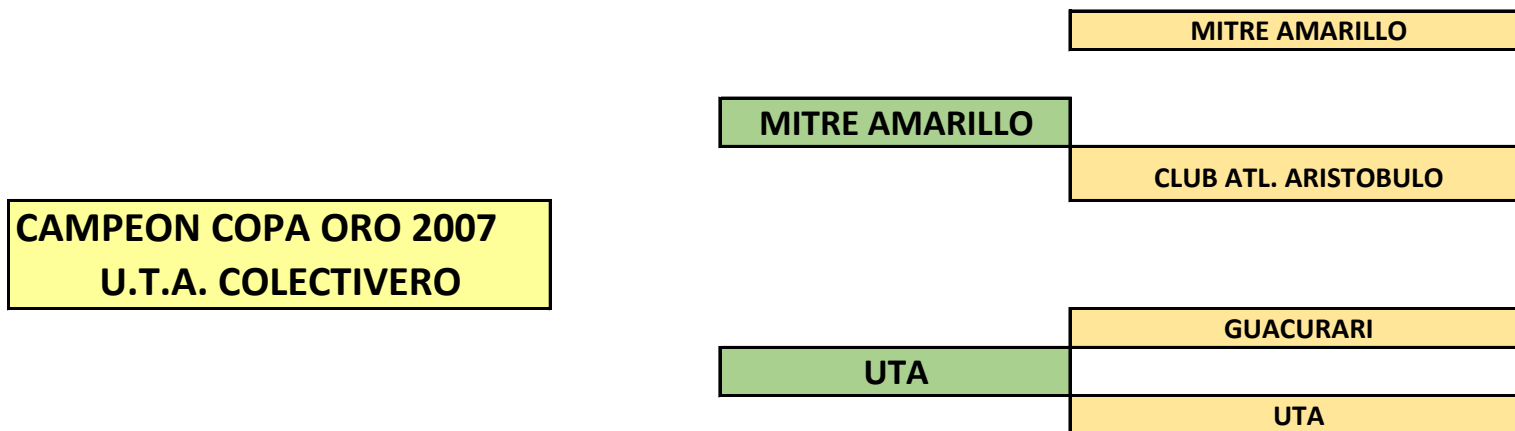 MITRE AMARILLO
MITRE AMARILLO
CLUB ATL. ARISTOBULO
CAMPEON COPA ORO 2007
U.T.A. COLECTIVERO
GUACURARI
UTA
UTA